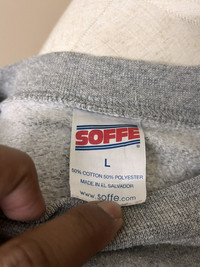 SOFFE
L
50% COTTON 50% POLYESTER
MADE IN EL SALVADOR
www.soffe.com